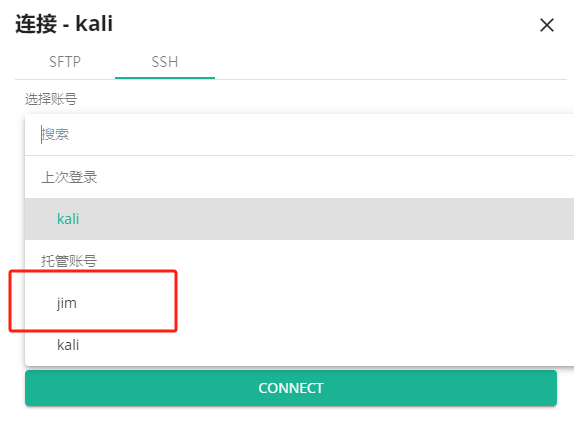 连接 - kali
SFTP SSH
选择账号
搜索
上次登录
kali
托管账号
jim
kali
CONNECT